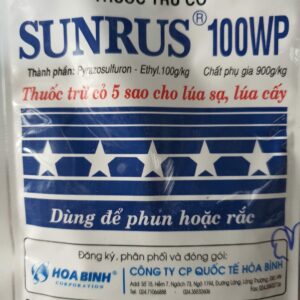 THUỐC TRỪ CỎ
SUNRUS® 100WP
Thành phần: Pyrazosulfuron - Ethyl.100g/kg Chất phụ gia 900g/kg
Thuốc trừ cỏ 5 sao cho lúa sạ, lúa cấy
Dùng để phun hoặc rắc
Đăng ký, phân phối và đóng gói:
HOA BINH®
CORPORATION
CÔNG TY CP QUỐC TẾ HÒA BÌNH